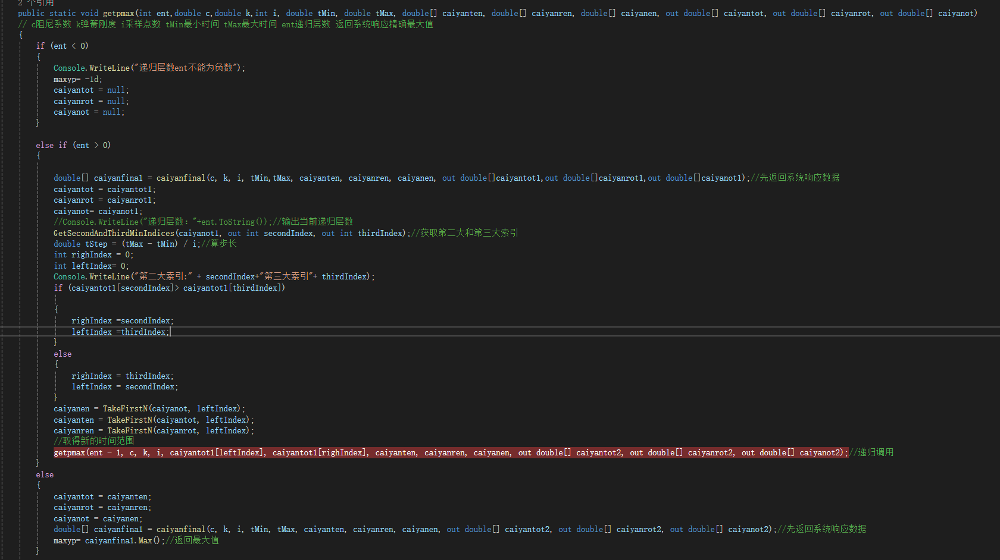 2 个引用
public static void getpmax(int ent,double c,double k,int i, double tMin, double tMax, double[] caiyanten, double[] caiyanren, double[] caiyanen, out double[] caiyantot, out double[] caiyanrot, out double[] caiyanot)
// c阻尼系数 k弹簧刚度 i采样点数 tMin最小时间 tMax最大时间 ent递归层数 返回系统响应精确最大值
{
if (ent < 0)
{
Console.WriteLine("递归层数ent不能为负数");
maxyp= -1d;
caiyantot = null;
caiyanrot = null;
caiyanot = null;
}
else if (ent > 0)
{
double[] caiyanfina1 = caiyanfinal(c, k, i, tMin,tMax, caiyanten, caiyanren, caiyanen, out double[]caiyantot1,out double[]caiyanrot1,out double[]caiyanot1);//先返回系统响应数据
caiyantot = caiyantot1;
caiyanrot = caiyanrot1;
caiyanot= caiyanot1;
//Console.WriteLine("递归层数："+ent.ToString());//输出当前递归层数
GetSecondAndThirdMinIndices(caiyanot1, out int secondIndex, out int thirdIndex);//获取第二大和第三大索引
double tStep = (tMax - tMin) / i;//算步长
int righIndex = 0;
int leftIndex= 0;
Console.WriteLine("第二大索引:" + secondIndex+"第三大索引"+ thirdIndex);
if (caiyantot1[secondIndex]> caiyantot1[thirdIndex])
{
righIndex =secondIndex;
leftIndex =thirdIndex;
}
else
{
righIndex = thirdIndex;
leftIndex = secondIndex;
}
caiyanen = TakeFirstN(caiyanot, leftIndex);
caiyanten = TakeFirstN(caiyantot, leftIndex);
caiyanren = TakeFirstN(caiyanrot, leftIndex);
//取得新的时间范围
getpmax(ent - 1, c, k, i, caiyantot1[leftIndex], caiyantot1[righIndex], caiyanten, caiyanren, caiyanen, out double[] caiyantot2, out double[] caiyanrot2, out double[] caiyanot2);//递归调用
}
else
{
caiyantot = caiyanten;
caiyanrot = caiyanren;
caiyanot = caiyanen;
double[] caiyanfina1 = caiyanfinal(c, k, i, tMin, tMax, caiyanten, caiyanren, caiyanen, out double[] caiyantot2, out double[] caiyanrot2, out double[] caiyanot2);//先返回系统响应数据
maxyp= caiyanfina1.Max();//返回最大值
}